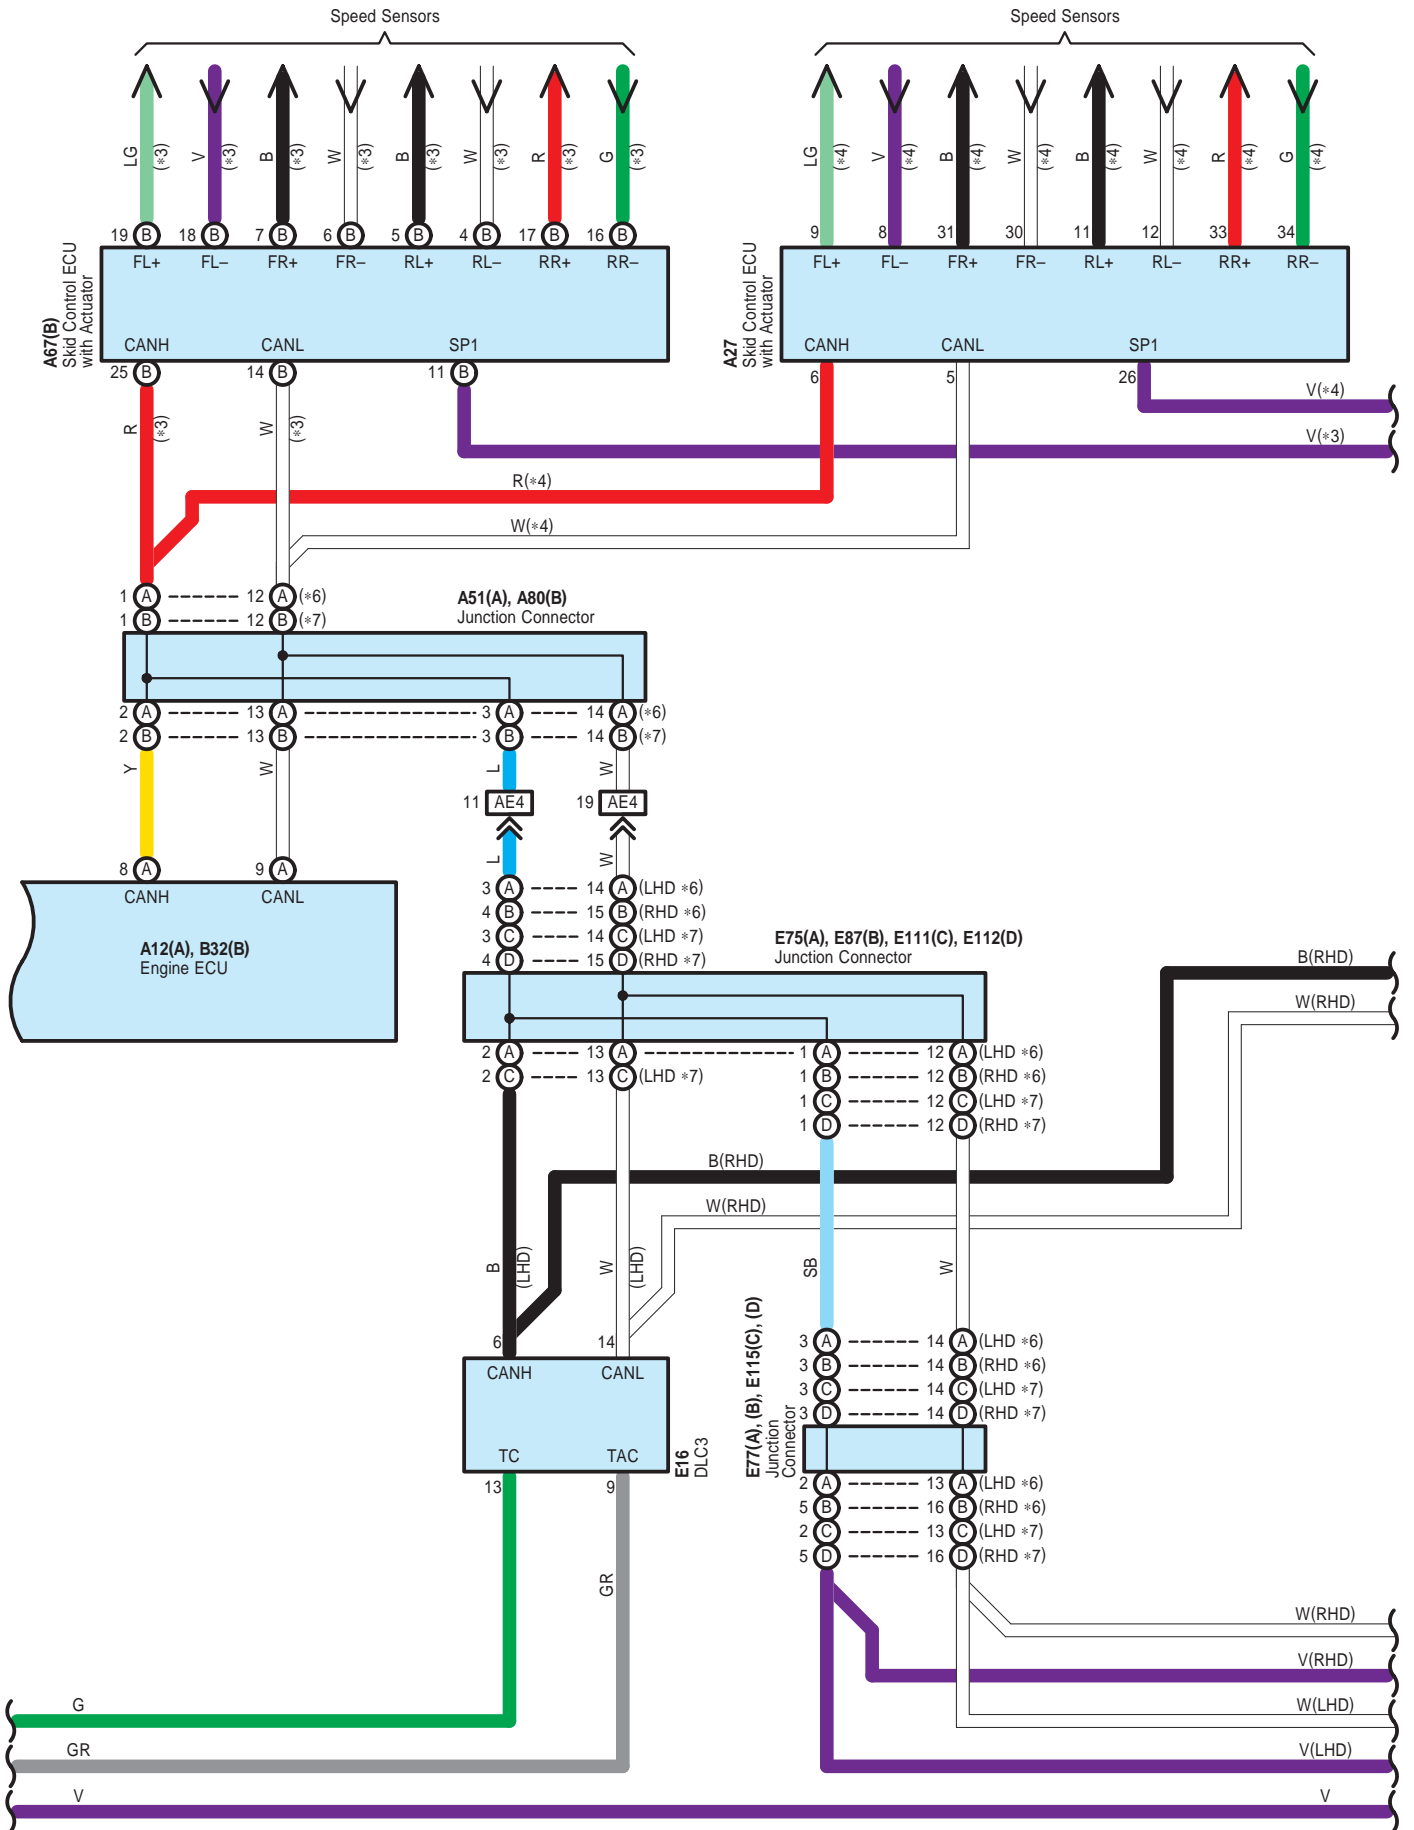 Speed Sensors Speed Sensors
LG (*3) V (*3) B (*3) W (*3) B (*3) W (*3) R (*3) G (*3)
LG (*4) V (*4) B (*4) W (*4) B (*4) W (*4) R (*4) G (*4)
19 B 18 B 7 B 6 B 5 B 4 B 17 B 16 B
9 8 31 30 11 12 33 34
FL+ FL– FR+ FR– RL+ RL– RR+ RR–
FL+ FL– FR+ FR– RL+ RL– RR+ RR–
A67(B)
Skid Control ECU
with Actuator
A27
Skid Control ECU
with Actuator
CANH CANL SP1
CANH CANL SP1
25 B 14 B 11 B
6 5 26
V(*4)
R (*3) W (*3)
V(*3)
R(*4)
W(*4)
1 A 12 A (*6)
1 B 12 B (*7)
A51(A), A80(B)
Junction Connector
2 A 13 A 3 A 14 A (*6)
2 B 13 B 3 B 14 B (*7)
Y W L W
11 AE4 19 AE4
L W
8 A 9 A
CANH CANL
A12(A), B32(B)
Engine ECU
3 A 14 A (LHD *6)
4 B 15 B (RHD *6)
3 C 14 C (LHD *7)
4 D 15 D (RHD *7)
E75(A), E87(B), E111(C), E112(D)
Junction Connector
B(RHD)
W(RHD)
2 A 13 A 1 A 12 A (LHD *6)
2 C 13 C (LHD *7)
1 B 12 B (RHD *6)
1 C 12 C (LHD *7)
1 D 12 D (RHD *7)
B(RHD)
W(RHD)
B (LHD) W (LHD) SB W
6 14
CANH CANL
TC TAC
E16
DLC3
13 9
3 A 14 A (LHD *6)
3 B 14 B (RHD *6)
3 C 14 C (LHD *7)
3 D 14 D (RHD *7)
E77(A), (B), E115(C), (D)
Junction
Connector
2 A 13 A (LHD *6)
5 B 16 B (RHD *6)
2 C 13 C (LHD *7)
5 D 16 D (RHD *7)
GR
W(RHD)
V(RHD)
G W(LHD)
GR V(LHD)
V V